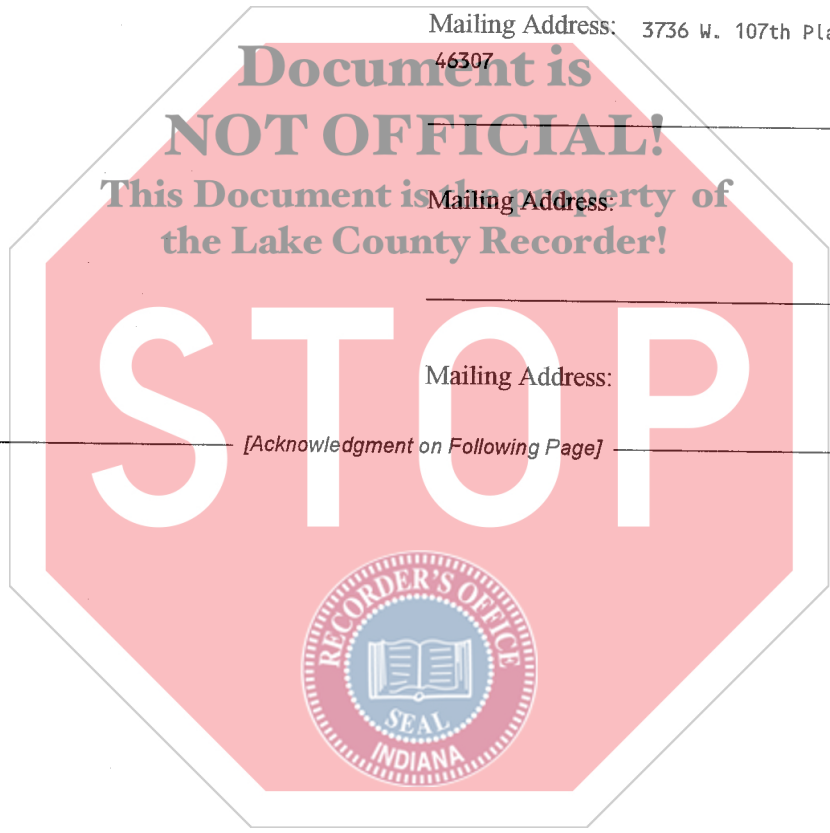 Mailing Address: 3736 W. 107th Pla
46307
Document is
NOT OFFICIAL!
This Document is the property of
the Lake County Recorder!
Mailing Address:
STOP
Mailing Address:
[Acknowledgment on Following Page]
RECORDER'S OFFICE
SEAL
INDIANA